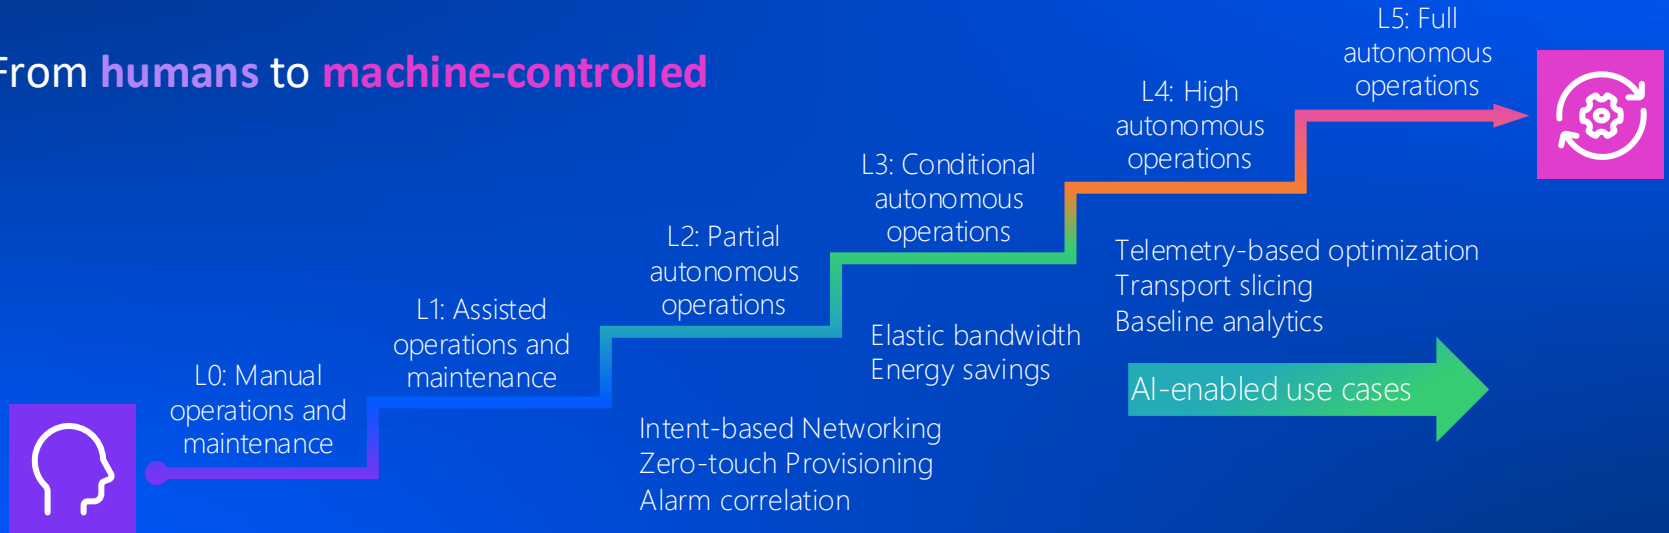 From humans to machine-controlled
L0: Manual
operations and
maintenance
L1: Assisted
operations and
maintenance
L2: Partial
autonomous
operations
L3: Conditional
autonomous
operations
L4: High
autonomous
operations
L5: Full
autonomous
operations
Intent-based Networking
Zero-touch Provisioning
Alarm correlation
Elastic bandwidth
Energy savings
Telemetry-based optimization
Transport slicing
Baseline analytics
AI-enabled use cases